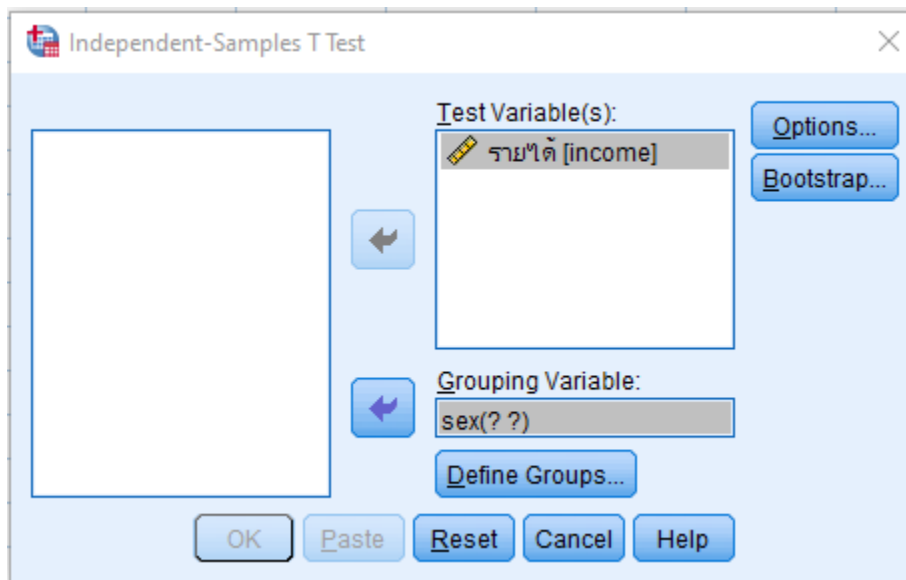 Independent-Samples T Test
Test Variable(s):
รายได้ [income]
Options...
Bootstrap...
Grouping Variable:
sex(? ?)
Define Groups...
OK
Paste
Reset
Cancel
Help